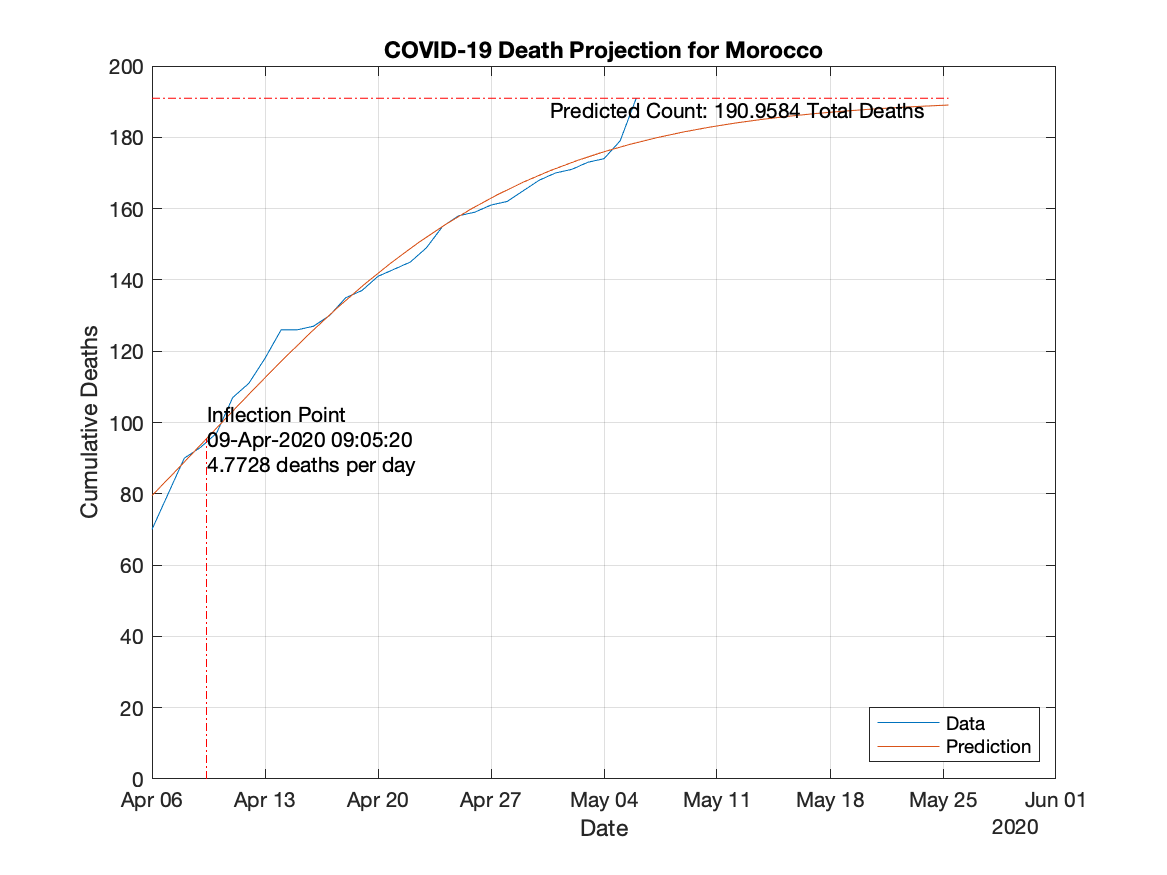 COVID-19 Death Projection for Morocco
200
180
160
140
120
100
80
60
40
20
0
Cumulative Deaths
Predicted Count: 190.9584 Total Deaths
Inflection Point
09-Apr-2020 09:05:20
4.7728 deaths per day
Data
Prediction
Apr 06 Apr 13 Apr 20 Apr 27 May 04 May 11 May 18 May 25 Jun 01
Date
2020